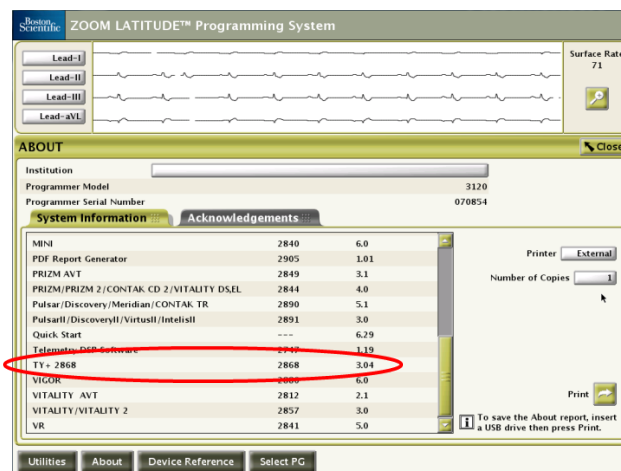 Boston Scientific ZOOM LATITUDE™ Programming System
Lead-I
Lead-II
Lead-III
Lead-aVL
Surface Rate
71
ABOUT
Close
Institution
Programmer Model 3120
Programmer Serial Number 070854
System Information Acknowledgements
MINI 2840 6.0
PDF Report Generator 2905 1.01
PRIZM AVT 2849 3.1
PRIZM/PRIZM 2/CONTAK CD 2/VITALITY DS,EL 2844 4.0
Pulsar/Discovery/Meridian/CONTAK TR 2890 5.1
PulsarII/DiscoveryII/VirtusII/IntelisII 2891 3.0
Quick Start --- 6.29
Telemetry DSP Software 2747 1.19
TY+ 2868 2868 3.04
VIGOR 6.0
VITALITY AVT 2812 2.1
VITALITY/VITALITY 2 2857 3.0
VR 2841 5.0
Printer External
Number of Copies 1
Print
To save the About report, insert
a USB drive then press Print.
Utilities About Device Reference Select PG